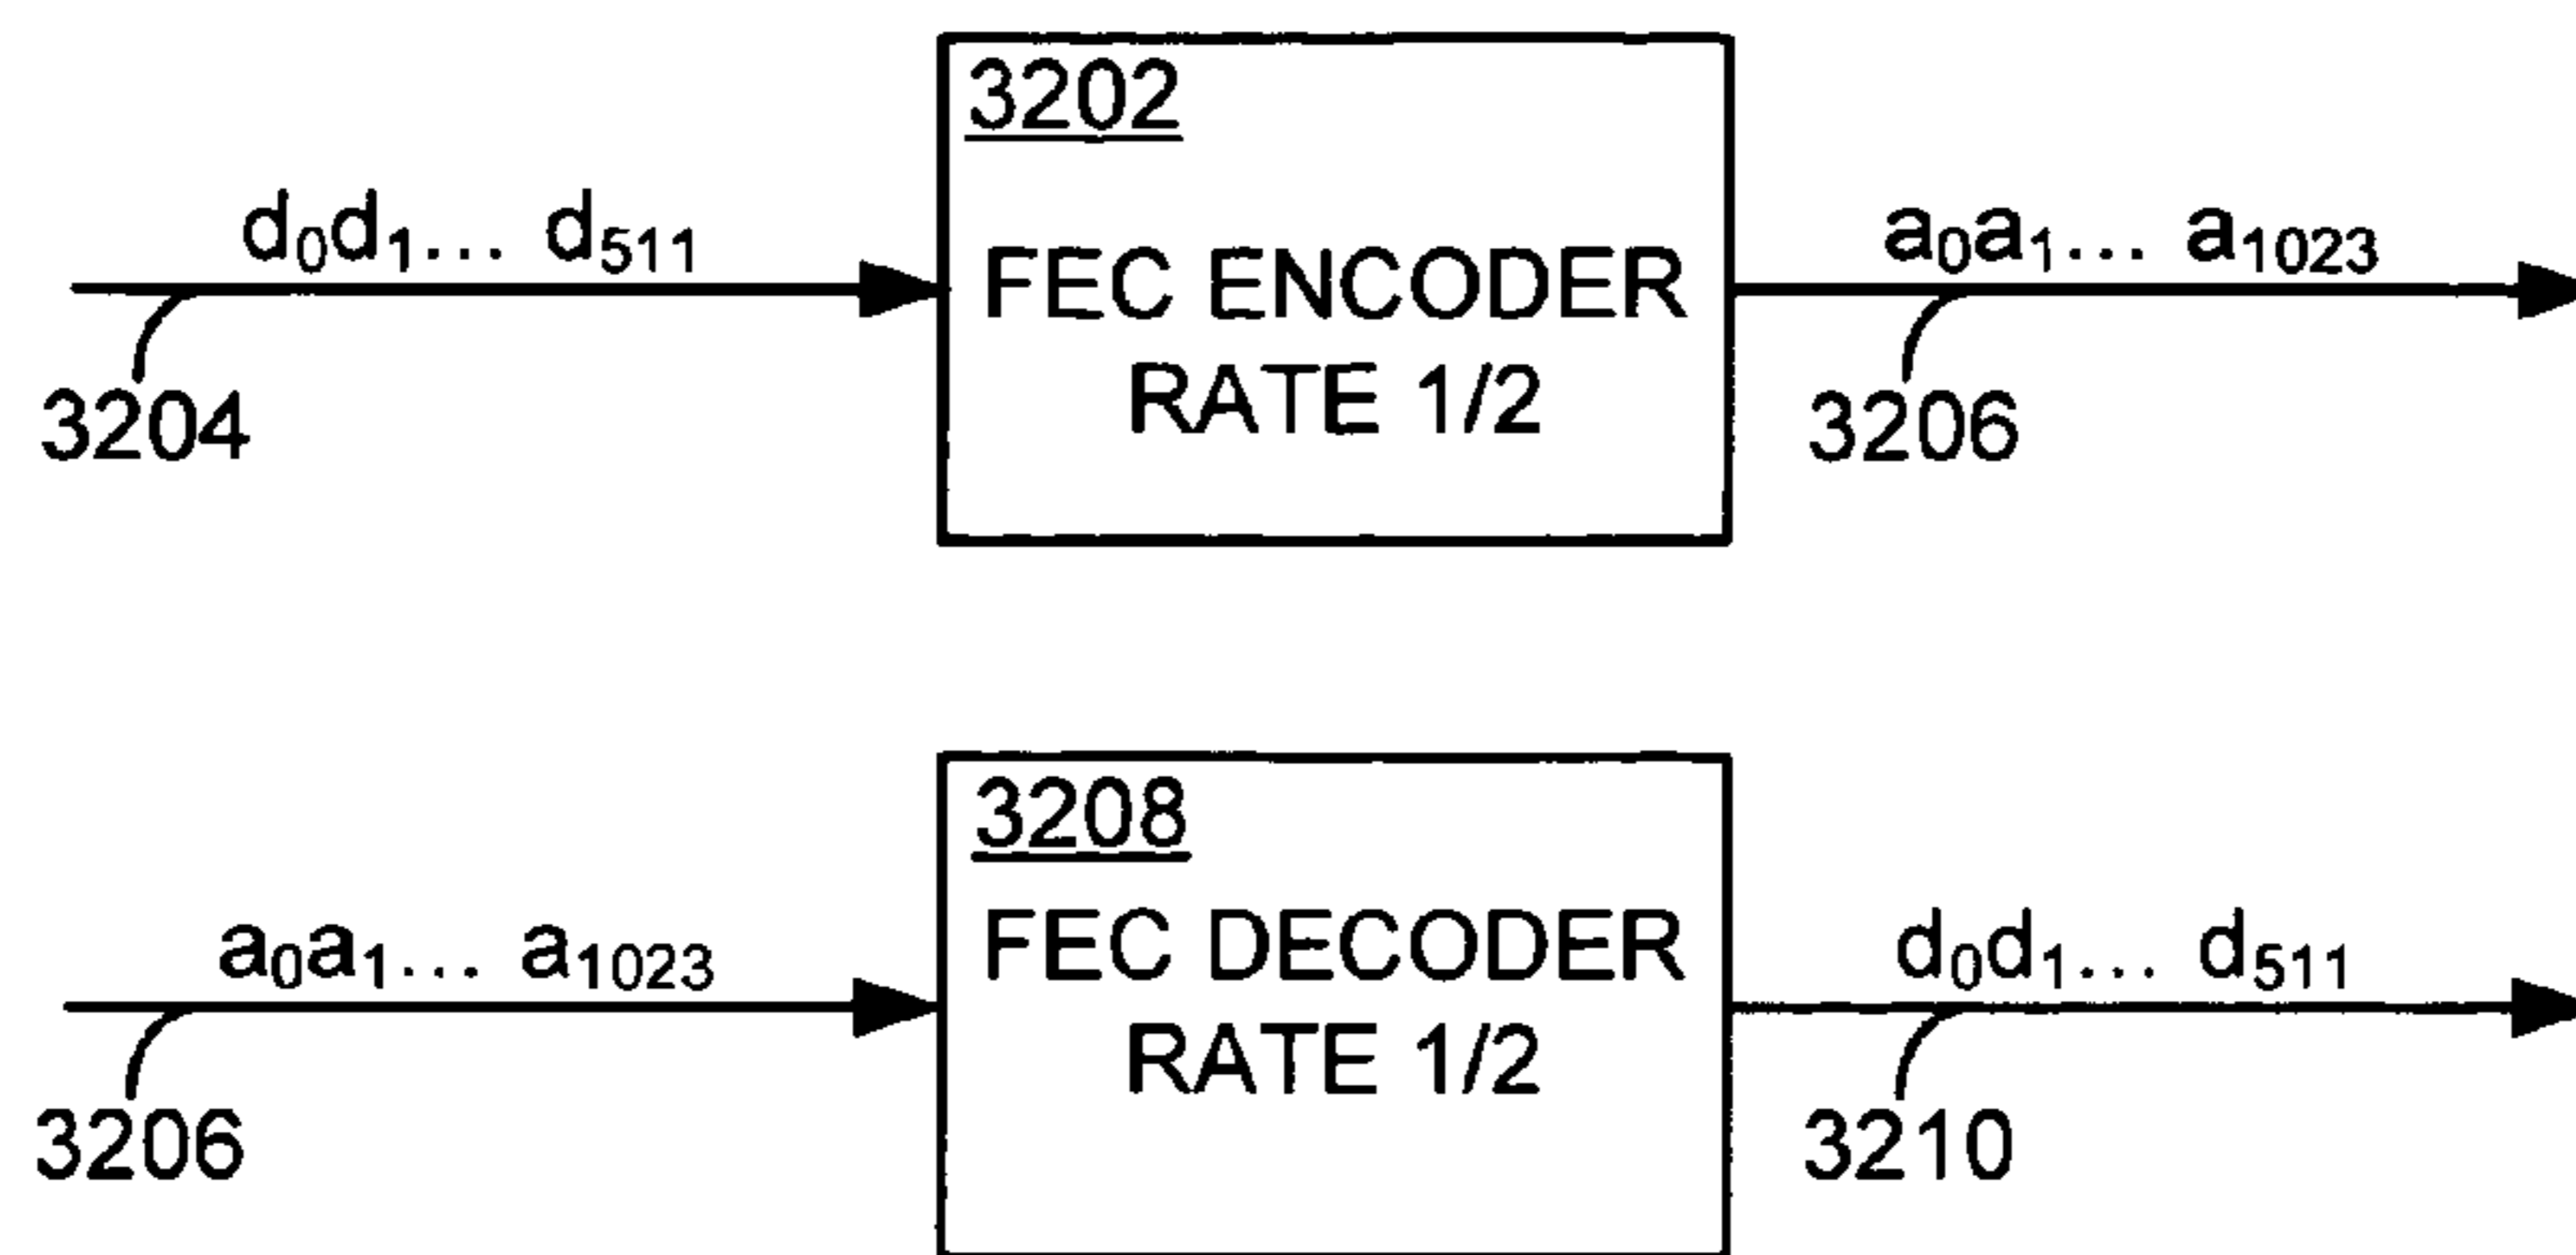 3202
d₀d₁... d₅₁₁
a₀a₁... a₁₀₂₃
FEC ENCODER
RATE 1/2
3204
3206
3208
a₀a₁... a₁₀₂₃
d₀d₁... d₅₁₁
FEC DECODER
RATE 1/2
3206
3210